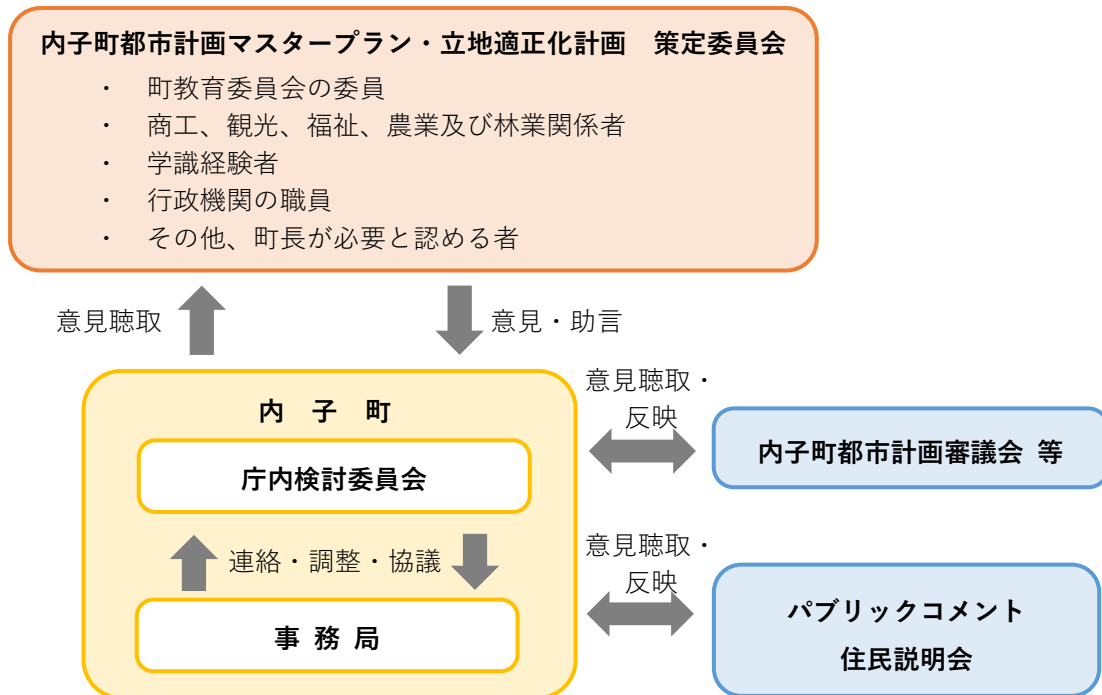 内子町都市計画マスタープラン・立地適正化計画　策定委員会
・ 町教育委員会の委員
・ 商工、観光、福祉、農業及び林業関係者
・ 学識経験者
・ 行政機関の職員
・ その他、町長が必要と認める者
意見聴取
意見・助言
内　子　町
庁内検討委員会
連絡・調整・協議
事 務 局
意見聴取・
反映
内子町都市計画審議会 等
意見聴取・
反映
パブリックコメント
住民説明会